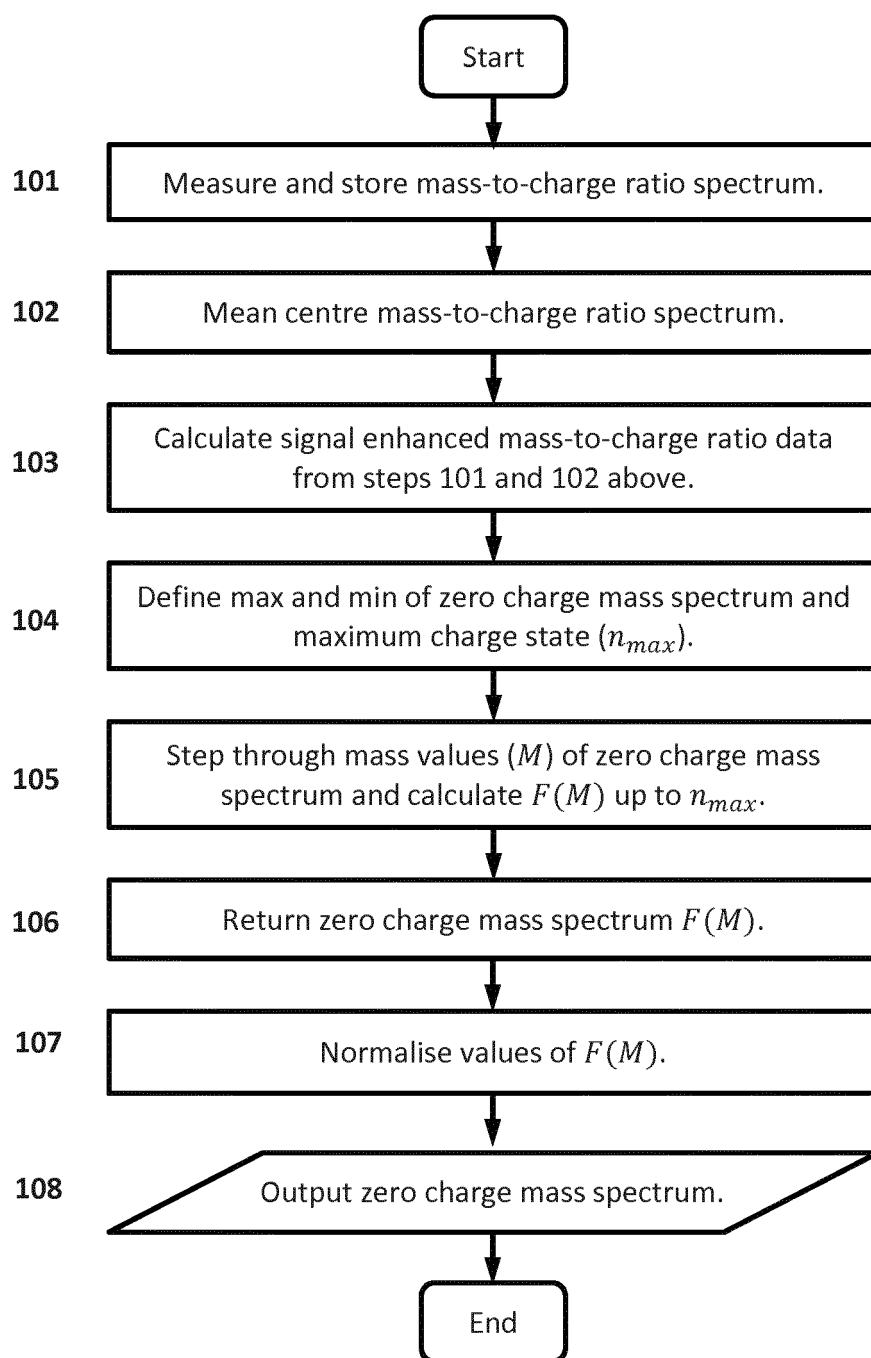 Start
101
Measure and store mass-to-charge ratio spectrum.
102
Mean centre mass-to-charge ratio spectrum.
103
Calculate signal enhanced mass-to-charge ratio data
from steps 101 and 102 above.
104
Define max and min of zero charge mass spectrum and
maximum charge state (n_max).
105
Step through mass values (M) of zero charge mass
spectrum and calculate F(M) up to n_max.
106
Return zero charge mass spectrum F(M).
107
Normalise values of F(M).
108
Output zero charge mass spectrum.
End